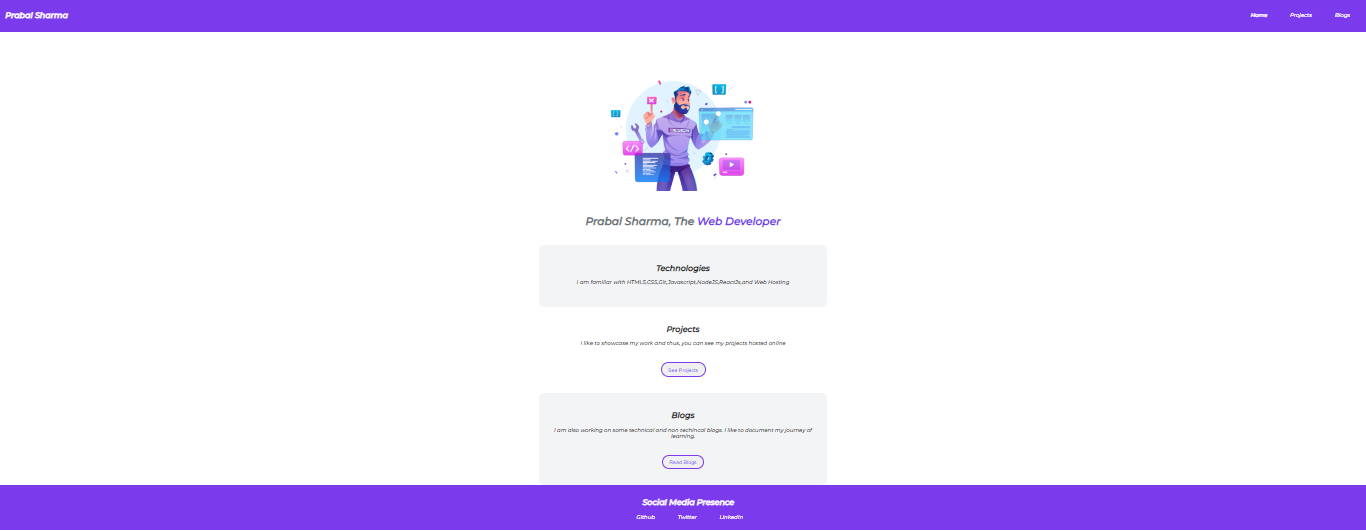 Prabal Sharma
Home Projects Blogs
[ ]
[ ]
</>
Prabal Sharma, The Web Developer
Technologies
I am familiar with HTML5,CSS,Git,Javascript,NodeJS,ReactJs,and Web Hosting
Projects
I like to showcase my work and thus, you can see my projects hosted online
See Projects
Blogs
I am also working on some technical and non techincal blogs. I like to document my journey of
learning.
Read Blogs
Social Media Presence
Github Twitter LinkedIn